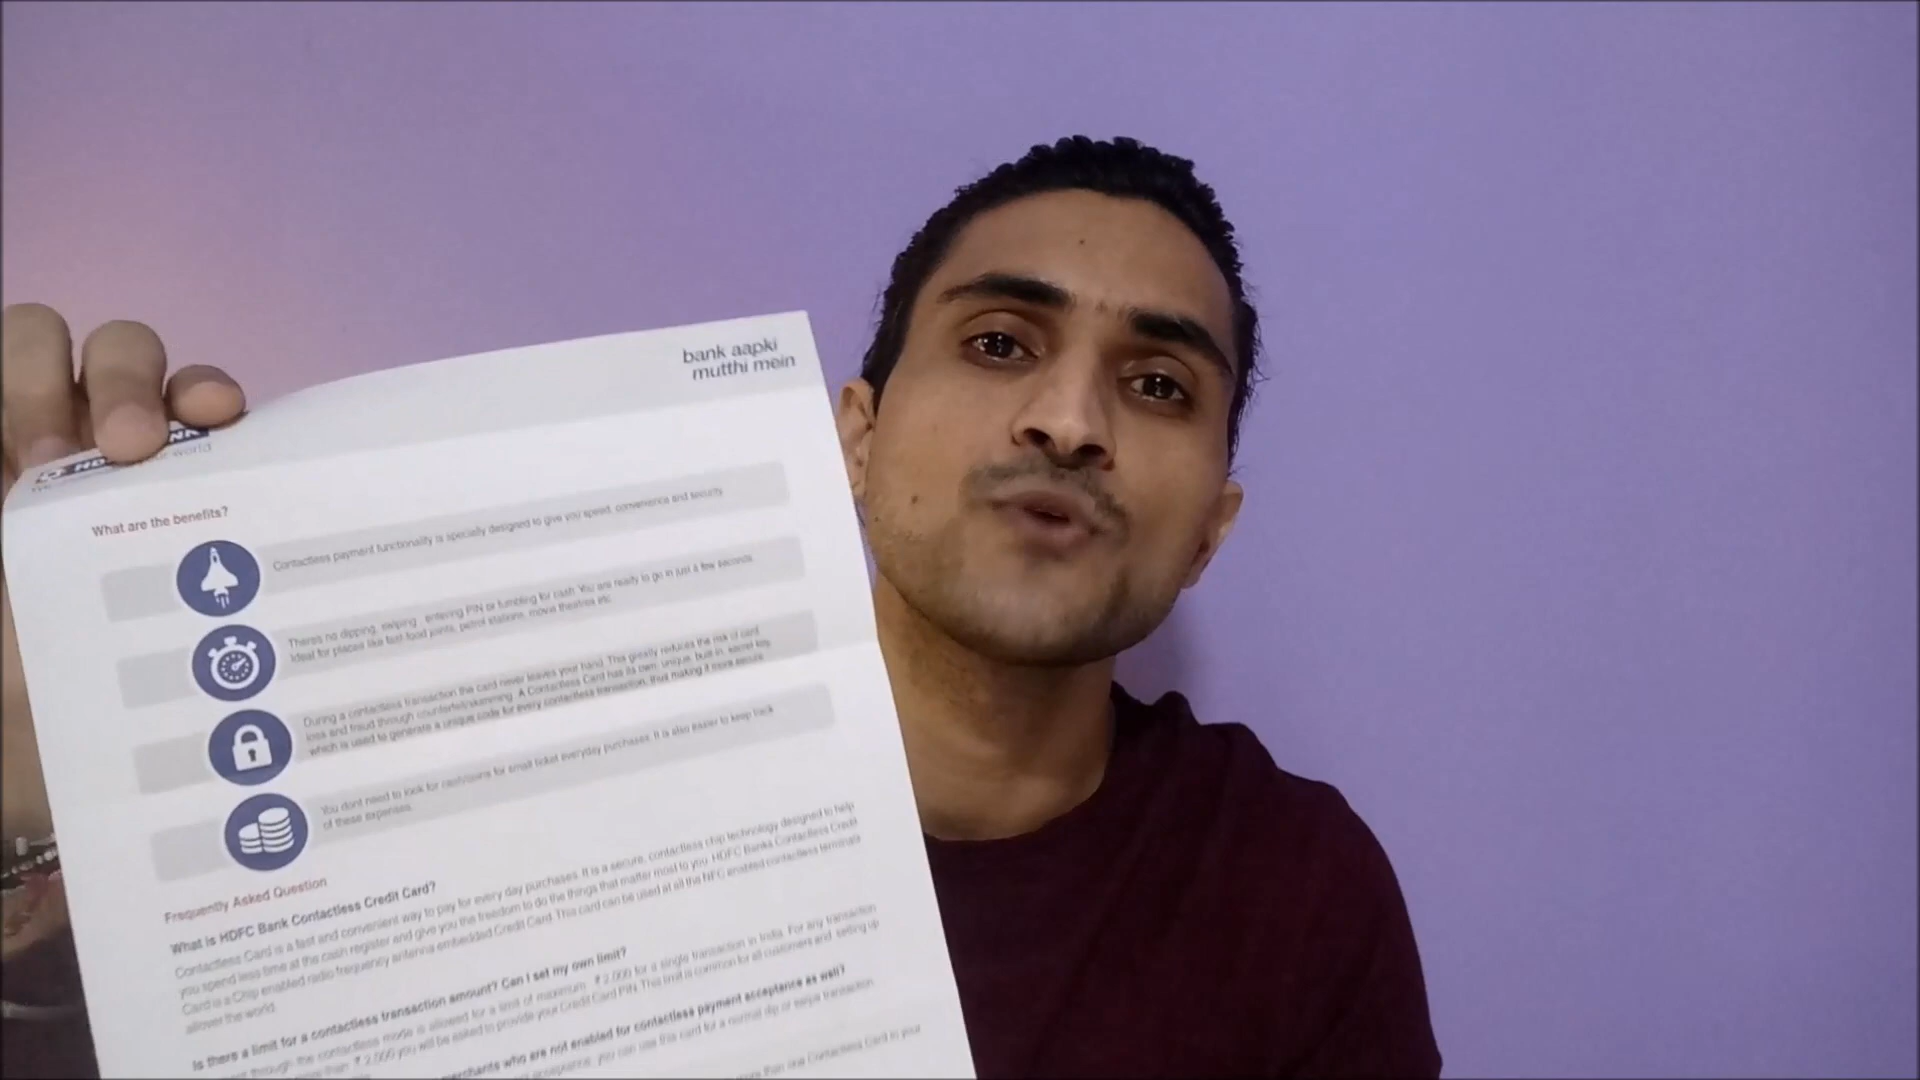 bank aapki
mutthi mein
HD NK
world
What are the benefits?
Contactless payment functionality is specially designed to give you speed, convenience and security
There's no dipping, swiping , entering PIN or fumbling for cash. You are ready to go in just a few seconds.
Ideal for places like fast food joints, petrol stations, movie theatres etc
During a contactless transaction the card never leaves your hand. This greatly reduces the risk of card
loss and fraud through counterfeit/skimming. A Contactless Card has its own, unique, built-in, secret key,
which is used to generate a unique code for every contactless transaction, thus making it more secure
You dont need to look for cash/coins for small ticket everyday purchases. It is also easier to keep track
of these expenses.
Frequently Asked Question
What is HDFC Bank Contactless Credit Card?
Contactless Card is a fast and convenient way to pay for every day purchases. It is a secure, contactless chip technology designed to help
you spend less time at the cash register and give you the freedom to do the things that matter most to you. HDFC Banks Contactless Credit
Card is a Chip enabled radio frequency antenna embedded Credit Card. This card can be used at all the NFC enabled contactless terminals
allover the world.
Is there a limit for a contactless transaction amount? Can I set my own limit?
through the contactless mode is allowed for a limit of maximum ₹ 2,000 for a single transaction in India. For any transaction
more than ₹ 2,000 you will be asked to provide your Credit Card PIN. This limit is common for all customers and setting up
merchants who are not enabled for contactless payment acceptance as well?
acceptance, you can use this card for a normal dip or swipe transaction
more than one Contactless Card to your